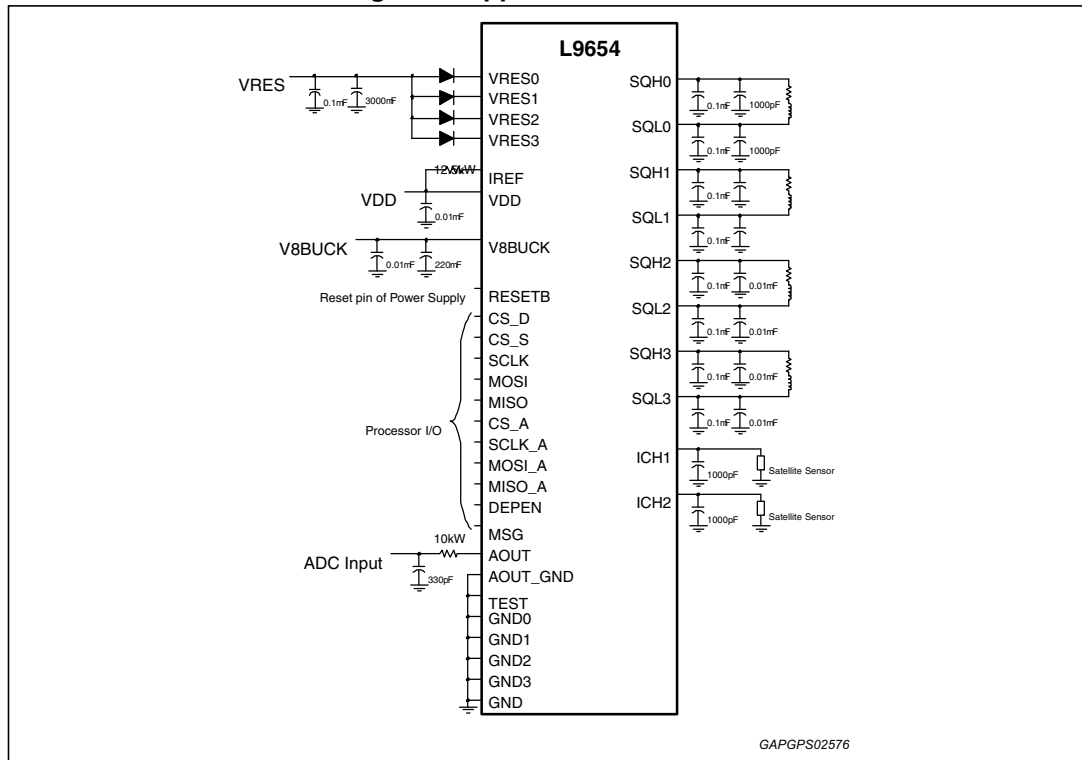 L9654
VRES
0.1mF
3000mF
VRES0
VRES1
VRES2
VRES3
IREF
VDD
VDD
0.01mF
V8BUCK
0.01mF
220mF
V8BUCK
Reset pin of Power Supply
RESETB
CS_D
CS_S
SCLK
MOSI
MISO
CS_A
SCLK_A
MOSI_A
MISO_A
DEPEN
MSG
Processor I/O
10kW
ADC Input
330pF
AOUT
AOUT_GND
TEST
GND0
GND1
GND2
GND3
GND
SQH0
0.1mF
1000pF
SQL0
0.1mF
1000pF
SQH1
0.1mF
SQL1
0.1mF
SQH2
0.1mF
0.01mF
SQL2
0.1mF
0.01mF
SQH3
0.1mF
0.01mF
SQL3
0.1mF
0.01mF
ICH1
1000pF
Satellite Sensor
ICH2
1000pF
Satellite Sensor
GAPGPS02576